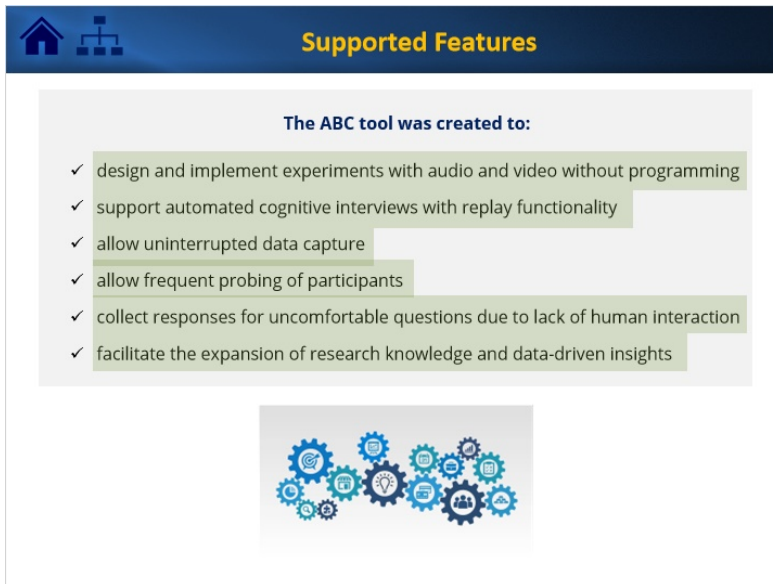 Supported Features
The ABC tool was created to:
✓ design and implement experiments with audio and video without programming
✓ support automated cognitive interviews with replay functionality
✓ allow uninterrupted data capture
✓ allow frequent probing of participants
✓ collect responses for uncomfortable questions due to lack of human interaction
✓ facilitate the expansion of research knowledge and data-driven insights